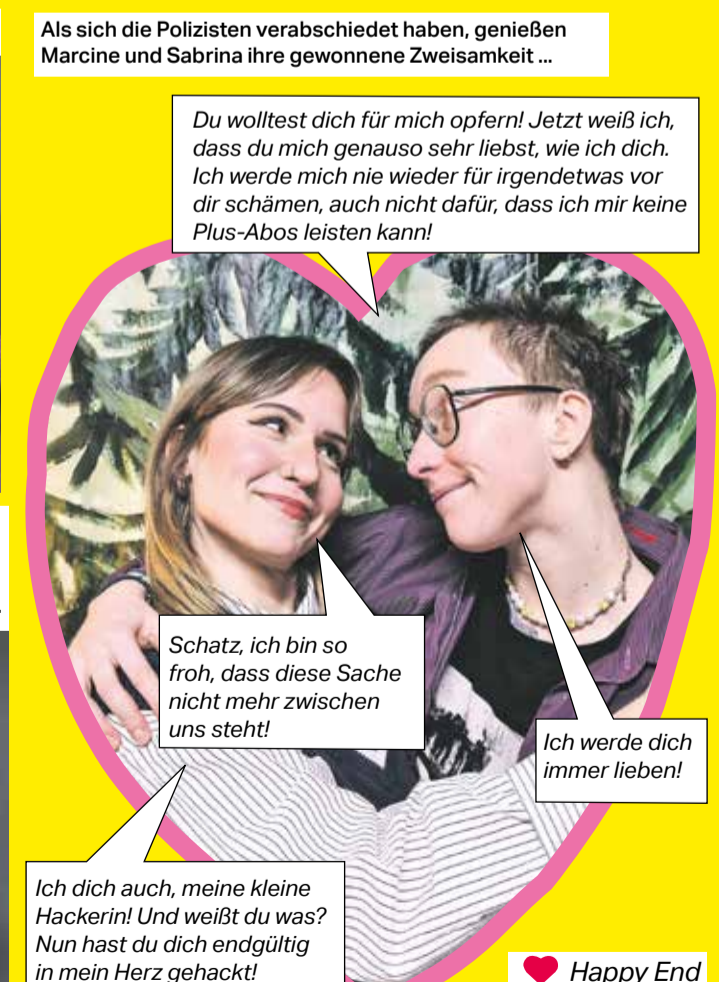 Als sich die Polizisten verabschiedet haben, genießen
Marcine und Sabrina ihre gewonnene Zweisamkeit ...
Du wolltest dich für mich opfern! Jetzt weiß ich,
dass du mich genauso sehr liebst, wie ich dich.
Ich werde mich nie wieder für irgendetwas vor
dir schämen, auch nicht dafür, dass ich mir keine
Plus-Abos leisten kann!
Schatz, ich bin so
froh, dass diese Sache
nicht mehr zwischen
uns steht!
Ich werde dich
immer lieben!
Ich dich auch, meine kleine
Hackerin! Und weißt du was?
Nun hast du dich endgültig
in mein Herz gehackt!
Happy End